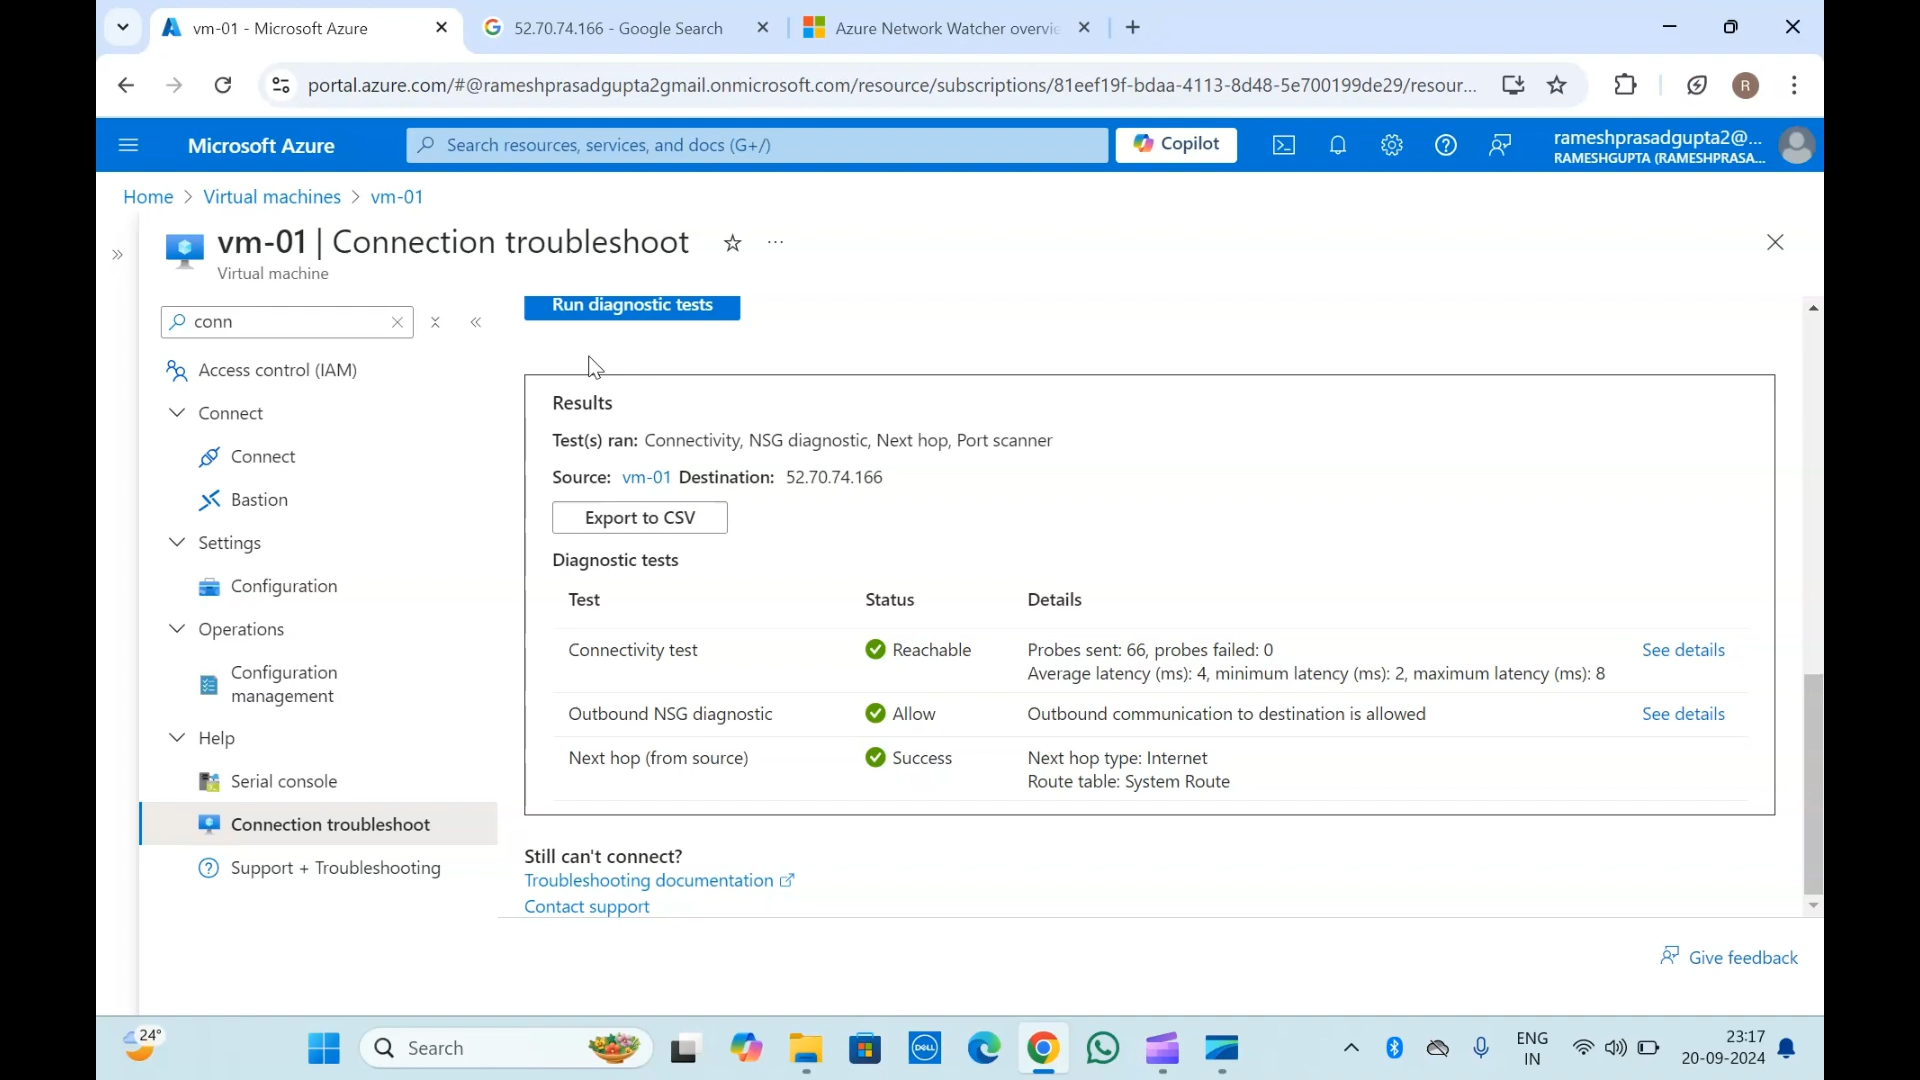 vm-01 - Microsoft Azure
52.70.74.166 - Google Search
Azure Network Watcher overvie
portal.azure.com/#@rameshprasadgupta2gmail.onmicrosoft.com/resource/subscriptions/81eef19f-bdaa-4113-8d48-5e700199de29/resour...
R
Microsoft Azure
Search resources, services, and docs (G+/)
Copilot
rameshprasadgupta2@...
RAMESHGUPTA (RAMESHPRASA...
Home > Virtual machines > vm-01
vm-01 | Connection troubleshoot
Virtual machine
conn
Access control (IAM)
Connect
Connect
Bastion
Settings
Configuration
Operations
Configuration
management
Help
Serial console
Connection troubleshoot
Support + Troubleshooting
Run diagnostic tests
Results
Test(s) ran: Connectivity, NSG diagnostic, Next hop, Port scanner
Source: vm-01 Destination: 52.70.74.166
Export to CSV
Diagnostic tests
Test Status Details
Connectivity test Reachable Probes sent: 66, probes failed: 0 See details
Average latency (ms): 4, minimum latency (ms): 2, maximum latency (ms): 8
Outbound NSG diagnostic Allow Outbound communication to destination is allowed See details
Next hop (from source) Success Next hop type: Internet
Route table: System Route
Still can't connect?
Troubleshooting documentation
Contact support
Give feedback
24°
Search
DELL
ENG
IN
23:17
20-09-2024